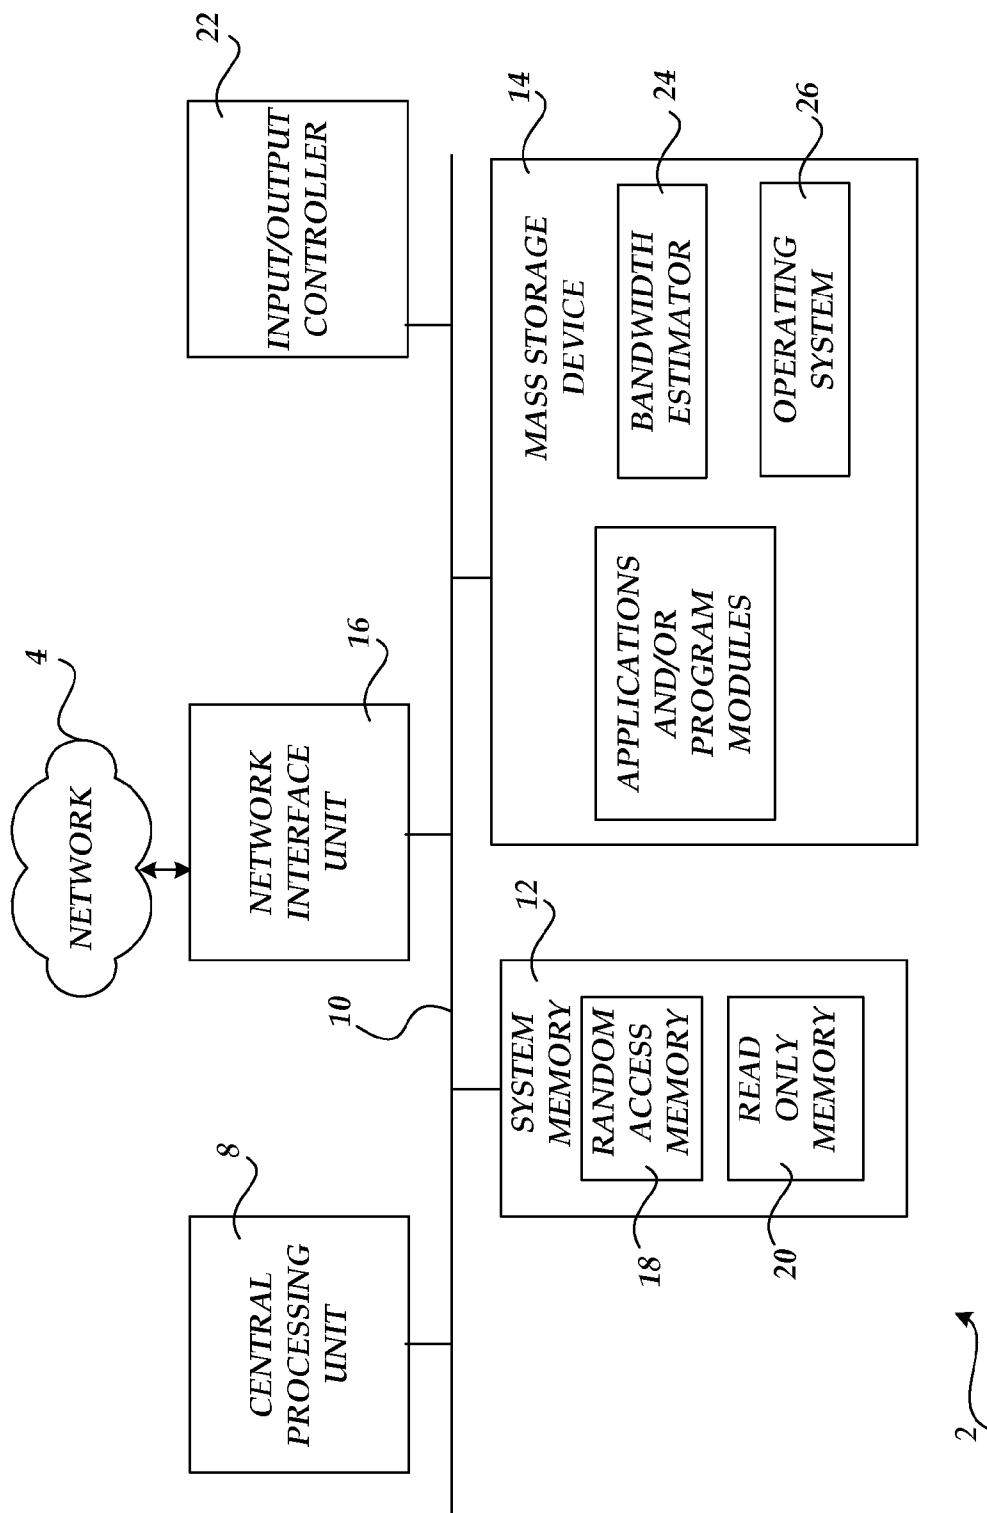 NETWORK
4
CENTRAL
PROCESSING
UNIT
8
NETWORK
INTERFACE
UNIT
16
INPUT/OUTPUT
CONTROLLER
22
10
SYSTEM
MEMORY
12
RANDOM
ACCESS
MEMORY
18
READ
ONLY
MEMORY
20
MASS STORAGE
DEVICE
14
APPLICATIONS
AND/OR
PROGRAM
MODULES
BANDWIDTH
ESTIMATOR
24
OPERATING
SYSTEM
26
2